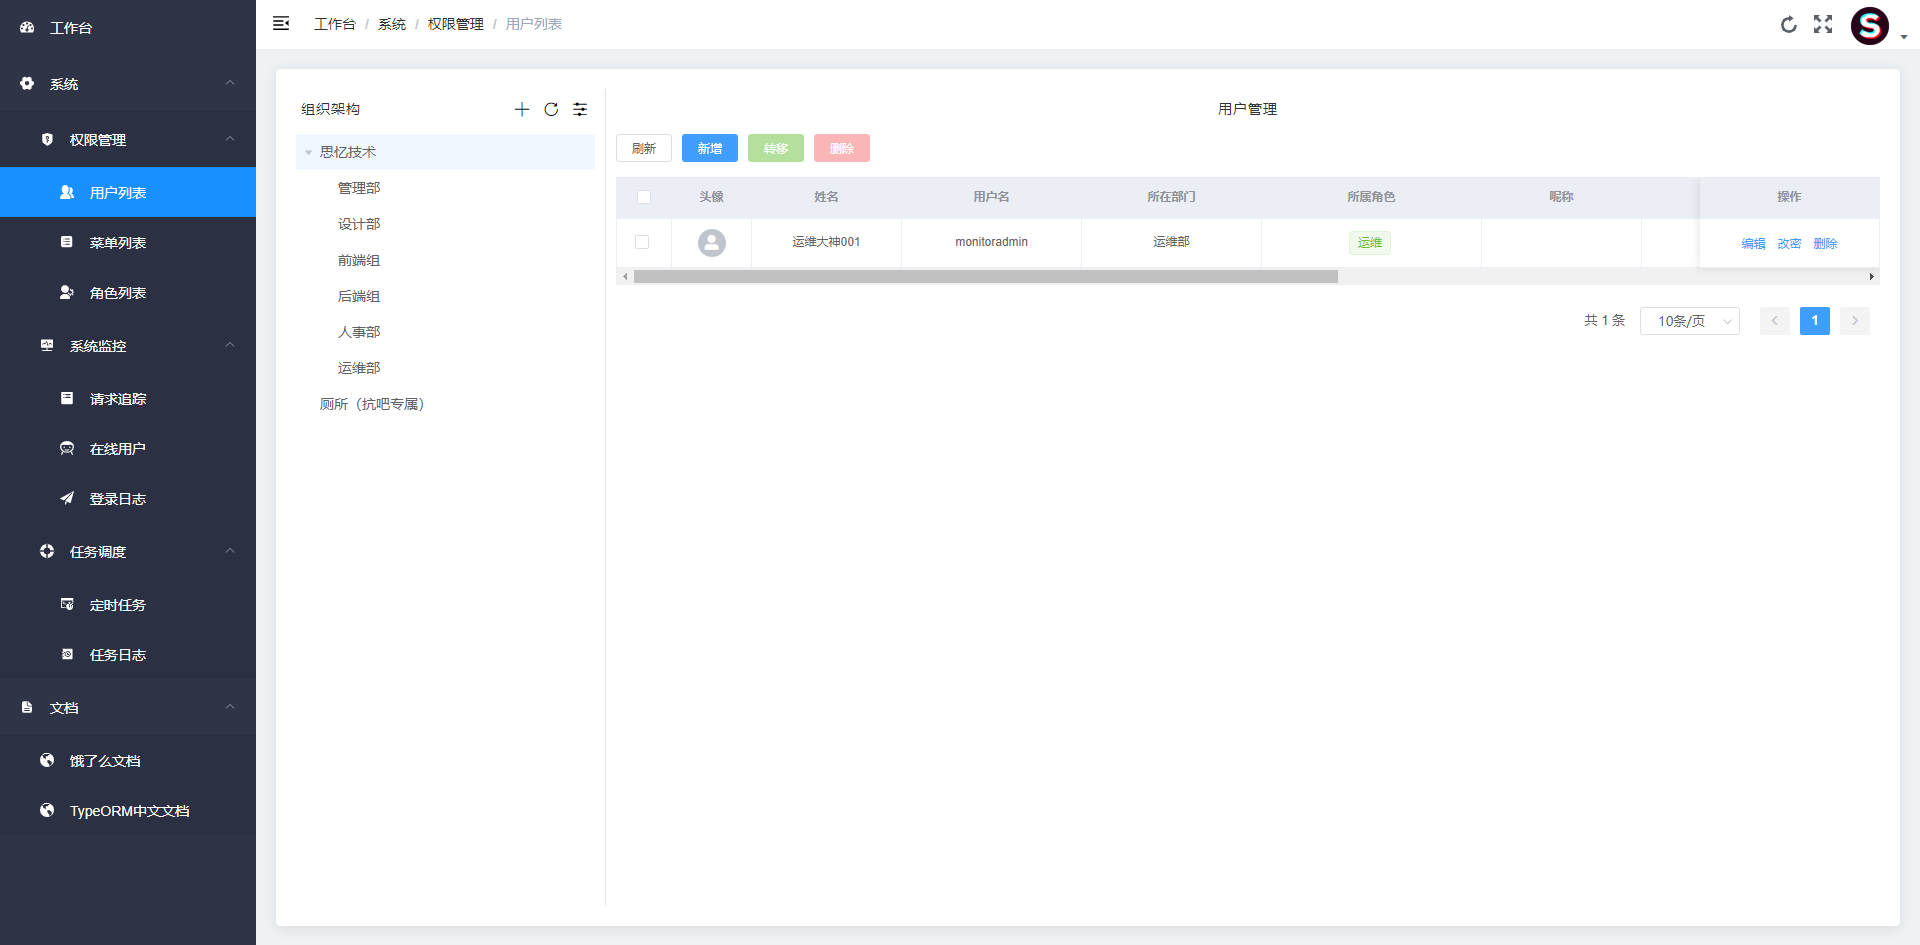 工作台
系统
权限管理
用户列表
菜单列表
角色列表
系统监控
请求追踪
在线用户
登录日志
任务调度
定时任务
任务日志
文档
饿了么文档
TypeORM中文文档
工作台 / 系统 / 权限管理 / 用户列表
S
组织架构
思忆技术
管理部
设计部
前端组
后端组
人事部
运维部
厕所（抗吧专属）
用户管理
刷新 新增 转移 删除
头像 姓名 用户名 所在部门 所属角色 昵称 操作
运维大神001 monitoradmin 运维部 运维 编辑 改密 删除
共 1 条 10条/页 1